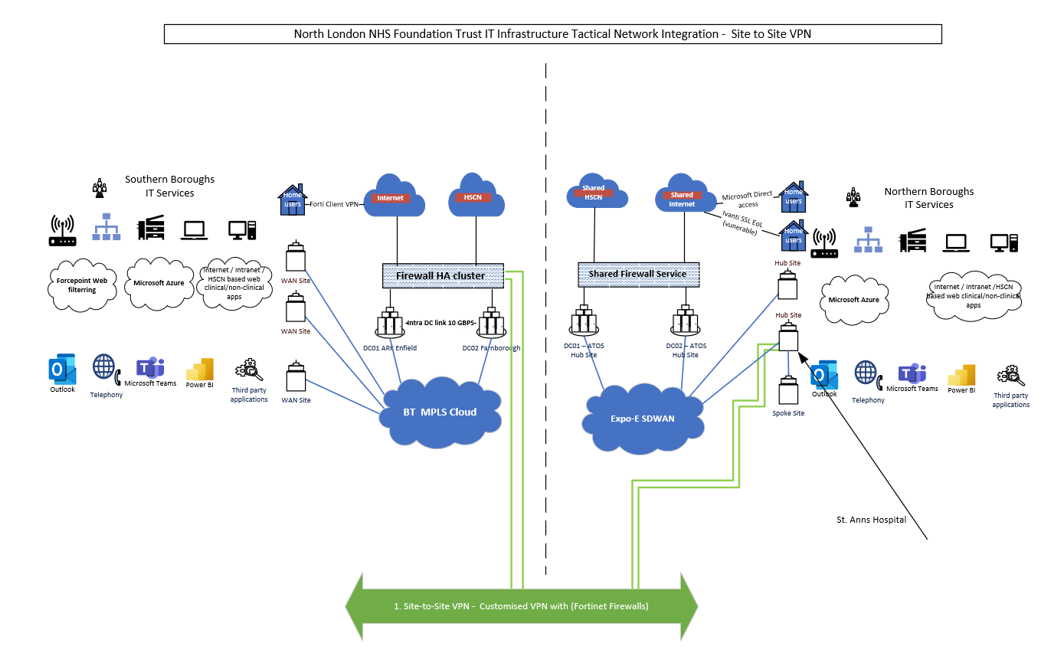 North London NHS Foundation Trust IT Infrastructure Tactical Network Integration - Site to Site VPN
Southern Boroughs
IT Services
Forcepoint Web
filtering
Microsoft Azure
Internet / Intranet /
HSCN based web
clinical/non-clinical
apps
Outlook
Telephony
Microsoft Teams
Power BI
Third party
applications
Home
users
Forti Client VPN
Internet
HSCN
WAN Site
WAN Site
WAN Site
Firewall HA cluster
Intra DC link 10 GBPS
DC01 ARK Enfield
DC02 Farnborough
BT MPLS Cloud
Shared
HSCN
Shared
Internet
Microsoft Direct
access
Ivanti SSL EoL
(vunerable)
Home
users
Home
users
Shared Firewall Service
DC01 – ATOS
Hub Site
DC02 – ATOS
Hub Site
Expo-E SDWAN
Hub Site
Hub Site
Spoke Site
Northern Boroughs
IT Services
Microsoft Azure
Internet / Intranet /HSCN
based web clinical/non-clinical
apps
Outlook
Telephony
Microsoft Teams
Power BI
Third party
applications
St. Anns Hospital
1. Site-to-Site VPN - Customised VPN with (Fortinet Firewalls)